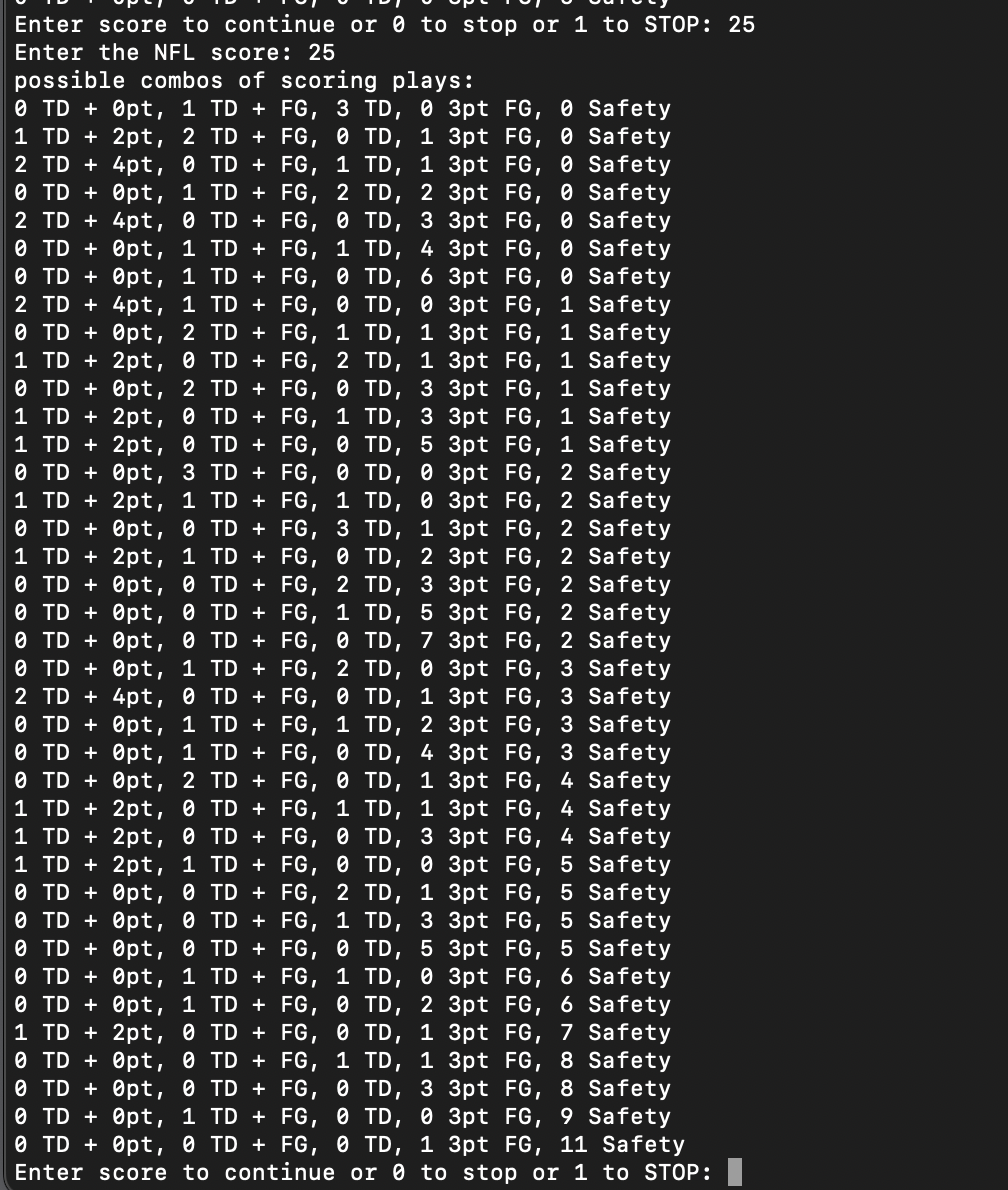 0 TD + 0pt, 0 TD + FG, 0 TD, 0 3pt FG, 3 Safety
Enter score to continue or 0 to stop or 1 to STOP: 25
Enter the NFL score: 25
possible combos of scoring plays:
0 TD + 0pt, 1 TD + FG, 3 TD, 0 3pt FG, 0 Safety
1 TD + 2pt, 2 TD + FG, 0 TD, 1 3pt FG, 0 Safety
2 TD + 4pt, 0 TD + FG, 1 TD, 1 3pt FG, 0 Safety
0 TD + 0pt, 1 TD + FG, 2 TD, 2 3pt FG, 0 Safety
2 TD + 4pt, 0 TD + FG, 0 TD, 3 3pt FG, 0 Safety
0 TD + 0pt, 1 TD + FG, 1 TD, 4 3pt FG, 0 Safety
0 TD + 0pt, 1 TD + FG, 0 TD, 6 3pt FG, 0 Safety
2 TD + 4pt, 1 TD + FG, 0 TD, 0 3pt FG, 1 Safety
0 TD + 0pt, 2 TD + FG, 1 TD, 1 3pt FG, 1 Safety
1 TD + 2pt, 0 TD + FG, 2 TD, 1 3pt FG, 1 Safety
0 TD + 0pt, 2 TD + FG, 0 TD, 3 3pt FG, 1 Safety
1 TD + 2pt, 0 TD + FG, 1 TD, 3 3pt FG, 1 Safety
1 TD + 2pt, 0 TD + FG, 0 TD, 5 3pt FG, 1 Safety
0 TD + 0pt, 3 TD + FG, 0 TD, 0 3pt FG, 2 Safety
1 TD + 2pt, 1 TD + FG, 1 TD, 0 3pt FG, 2 Safety
0 TD + 0pt, 0 TD + FG, 3 TD, 1 3pt FG, 2 Safety
1 TD + 2pt, 1 TD + FG, 0 TD, 2 3pt FG, 2 Safety
0 TD + 0pt, 0 TD + FG, 2 TD, 3 3pt FG, 2 Safety
0 TD + 0pt, 0 TD + FG, 1 TD, 5 3pt FG, 2 Safety
0 TD + 0pt, 0 TD + FG, 0 TD, 7 3pt FG, 2 Safety
0 TD + 0pt, 1 TD + FG, 2 TD, 0 3pt FG, 3 Safety
2 TD + 4pt, 0 TD + FG, 0 TD, 1 3pt FG, 3 Safety
0 TD + 0pt, 1 TD + FG, 1 TD, 2 3pt FG, 3 Safety
0 TD + 0pt, 1 TD + FG, 0 TD, 4 3pt FG, 3 Safety
0 TD + 0pt, 2 TD + FG, 0 TD, 1 3pt FG, 4 Safety
1 TD + 2pt, 0 TD + FG, 1 TD, 1 3pt FG, 4 Safety
1 TD + 2pt, 0 TD + FG, 0 TD, 3 3pt FG, 4 Safety
1 TD + 2pt, 1 TD + FG, 0 TD, 0 3pt FG, 5 Safety
0 TD + 0pt, 0 TD + FG, 2 TD, 1 3pt FG, 5 Safety
0 TD + 0pt, 0 TD + FG, 1 TD, 3 3pt FG, 5 Safety
0 TD + 0pt, 0 TD + FG, 0 TD, 5 3pt FG, 5 Safety
0 TD + 0pt, 1 TD + FG, 1 TD, 0 3pt FG, 6 Safety
0 TD + 0pt, 1 TD + FG, 0 TD, 2 3pt FG, 6 Safety
1 TD + 2pt, 0 TD + FG, 0 TD, 1 3pt FG, 7 Safety
0 TD + 0pt, 0 TD + FG, 1 TD, 1 3pt FG, 8 Safety
0 TD + 0pt, 0 TD + FG, 0 TD, 3 3pt FG, 8 Safety
0 TD + 0pt, 1 TD + FG, 0 TD, 0 3pt FG, 9 Safety
0 TD + 0pt, 0 TD + FG, 0 TD, 1 3pt FG, 11 Safety
Enter score to continue or 0 to stop or 1 to STOP: